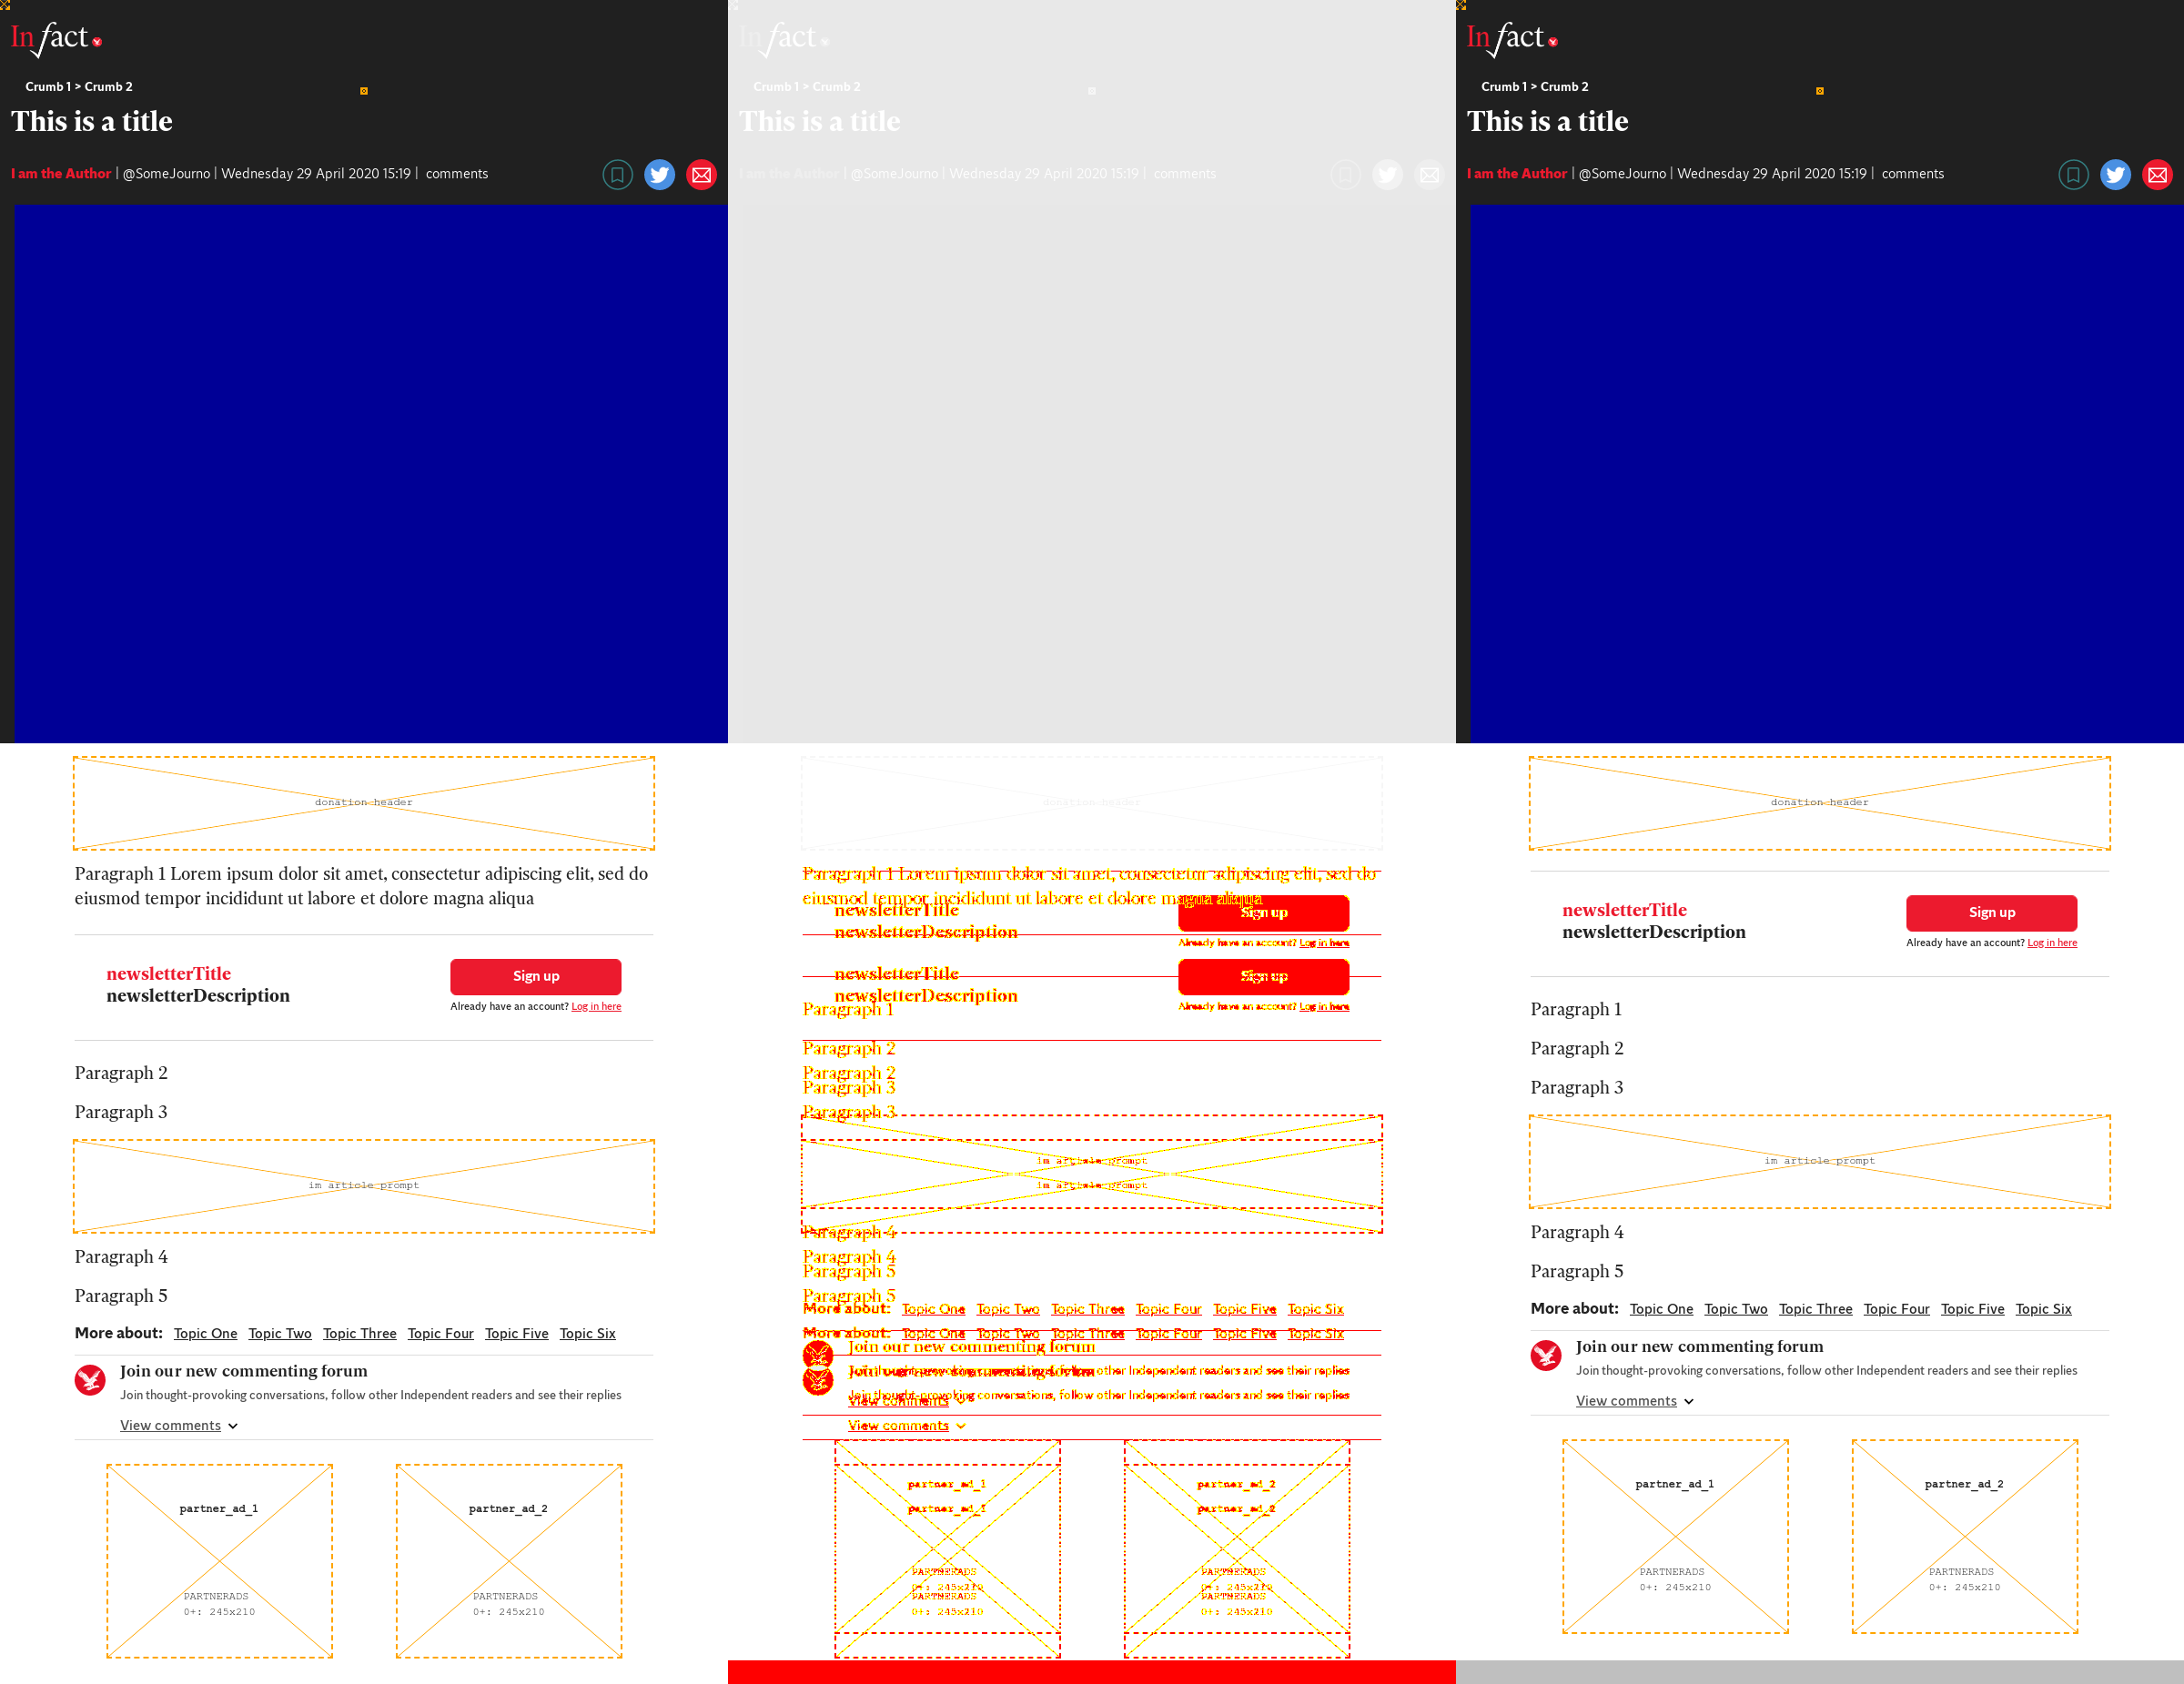 In fact
Crumb 1 > Crumb 2
This is a title
I am the Author | @SomeJourno | Wednesday 29 April 2020 15:19 | comments
donation header
Paragraph 1 Lorem ipsum dolor sit amet, consectetur adipiscing elit, sed do
eiusmod tempor incididunt ut labore et dolore magna aliqua
newsletterTitle
newsletterDescription
Sign up
Already have an account? Log in here
Paragraph 2
Paragraph 3
im article prompt
Paragraph 4
Paragraph 5
More about: Topic One Topic Two Topic Three Topic Four Topic Five Topic Six
Join our new commenting forum
Join thought-provoking conversations, follow other Independent readers and see their replies
View comments
partner_ad_1
PARTNERADS
0+: 245x210
partner_ad_2
PARTNERADS
0+: 245x210
In fact
Crumb 1 > Crumb 2
This is a title
I am the Author | @SomeJourno | Wednesday 29 April 2020 15:19 | comments
donation header
Paragraph 1 Lorem ipsum dolor sit amet, consectetur adipiscing elit, sed do
eiusmod tempor incididunt ut labore et dolore magna aliqua
newsletterTitle
newsletterDescription
Sign up
Already have an account? Log in here
newsletterTitle
newsletterDescription
Sign up
Already have an account? Log in here
Paragraph 1
Paragraph 2
Paragraph 2
Paragraph 3
Paragraph 3
im article prompt
im article prompt
Paragraph 4
Paragraph 4
Paragraph 5
Paragraph 5
More about: Topic One Topic Two Topic Three Topic Four Topic Five Topic Six
More about: Topic One Topic Two Topic Three Topic Four Topic Five Topic Six
Join our new commenting forum
Join thought-provoking conversations, follow other Independent readers and see their replies
View comments
View comments
partner_ad_1
partner_ad_1
PARTNERADS
0+: 245x210
PARTNERADS
0+: 245x210
partner_ad_2
partner_ad_2
PARTNERADS
0+: 245x210
PARTNERADS
0+: 245x210
In fact
Crumb 1 > Crumb 2
This is a title
I am the Author | @SomeJourno | Wednesday 29 April 2020 15:19 | comments
donation header
newsletterTitle
newsletterDescription
Sign up
Already have an account? Log in here
Paragraph 1
Paragraph 2
Paragraph 3
im article prompt
Paragraph 4
Paragraph 5
More about: Topic One Topic Two Topic Three Topic Four Topic Five Topic Six
Join our new commenting forum
Join thought-provoking conversations, follow other Independent readers and see their replies
View comments
partner_ad_1
PARTNERADS
0+: 245x210
partner_ad_2
PARTNERADS
0+: 245x210